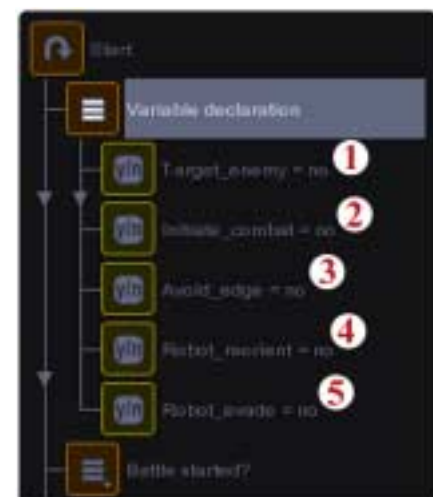 Start
Variable declaration
y/n Target_enemy = no 1
y/n Initiate_combat = no 2
y/n Avoid_edge = no 3
y/n Robot_reorient = no 4
y/n Robot_evade = no 5
Battle started?